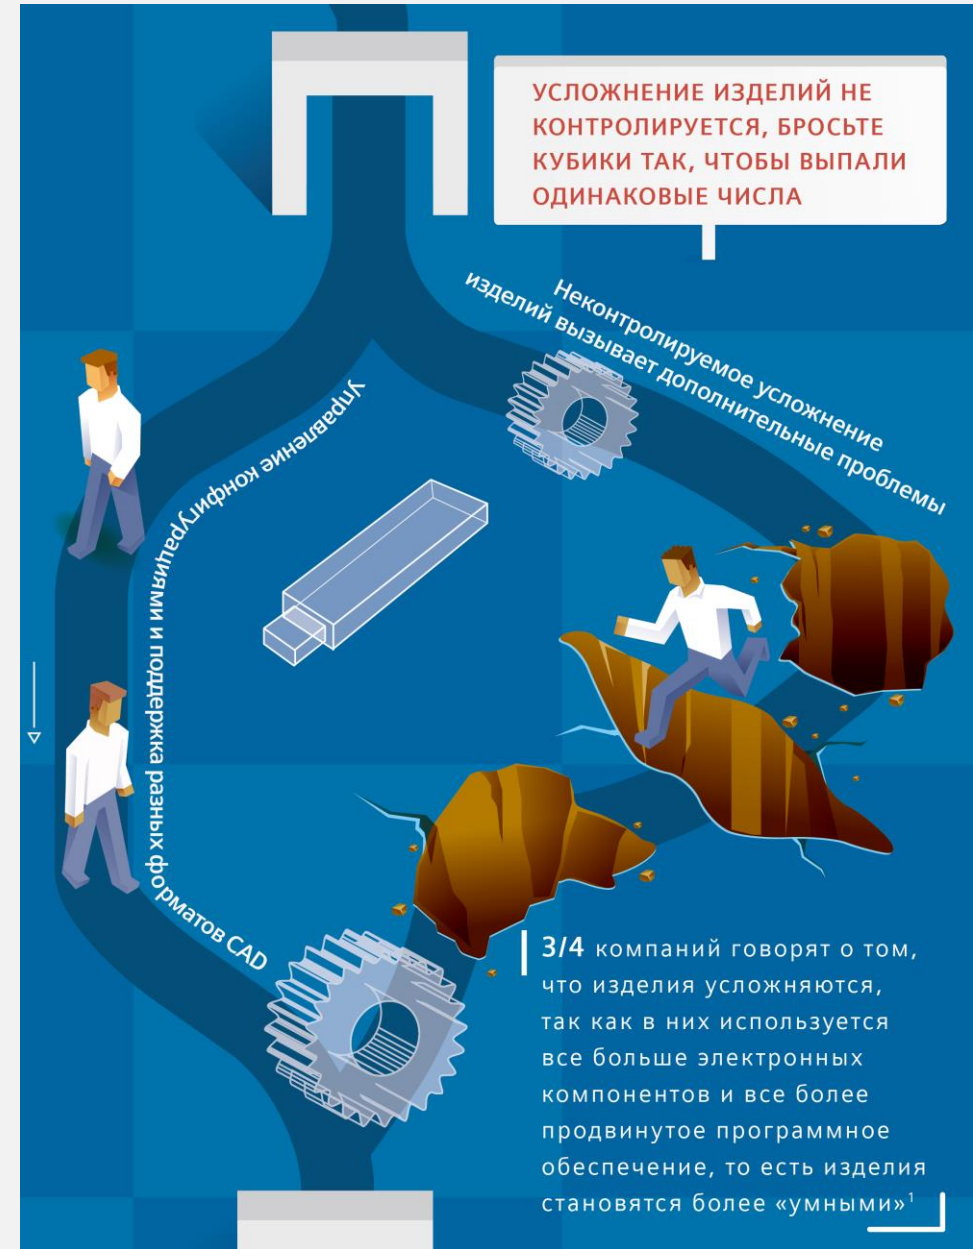 УСЛОЖНЕНИЕ ИЗДЕЛИЙ НЕ
КОНТРОЛИРУЕТСЯ, БРОСЬТЕ
КУБИКИ ТАК, ЧТОБЫ ВЫПАЛИ
ОДИНАКОВЫЕ ЧИСЛА
Неконтролируемое усложнение
изделий вызывает дополнительные проблемы
Управление конфигурациями и поддержка разных форматов CAD
3/4 компаний говорят о том,
что изделия усложняются,
так как в них используется
все больше электронных
компонентов и все более
продвинутое программное
обеспечение, то есть изделия
становятся более «умными»¹